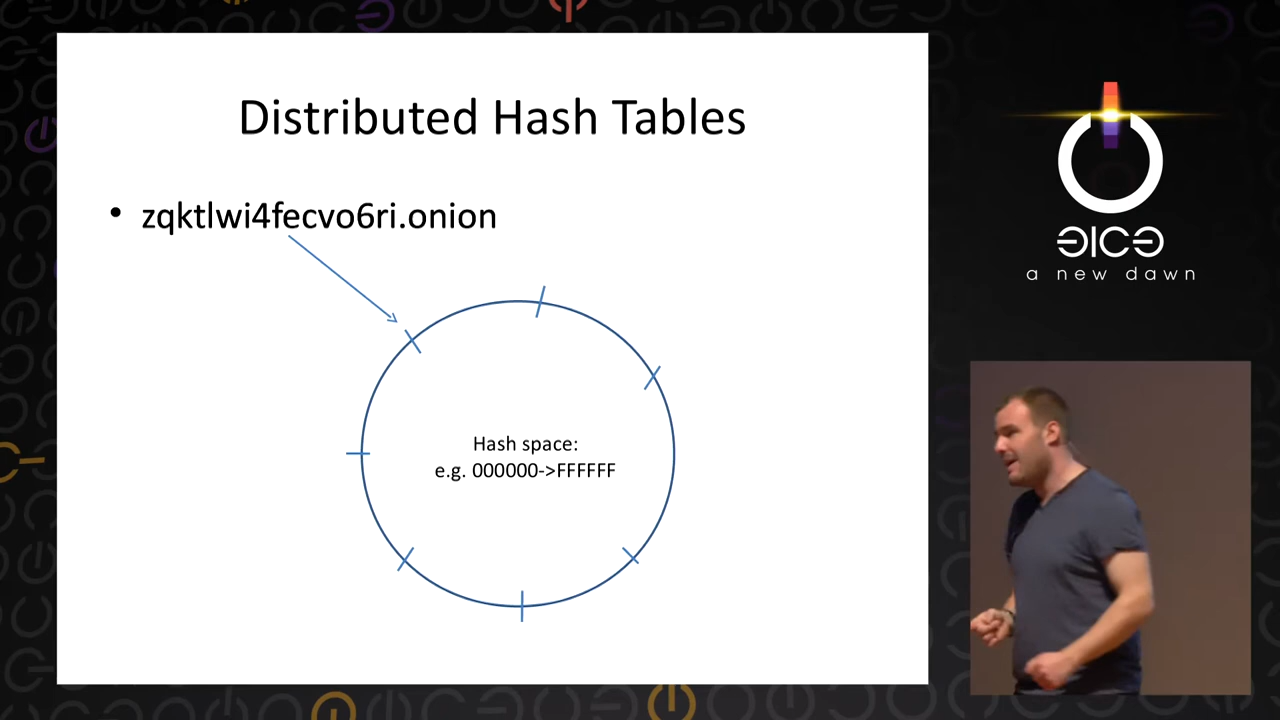 Distributed Hash Tables
• zqktlwi4fecvo6ri.onion
Hash space:
e.g. 000000->FFFFFF
a new dawn